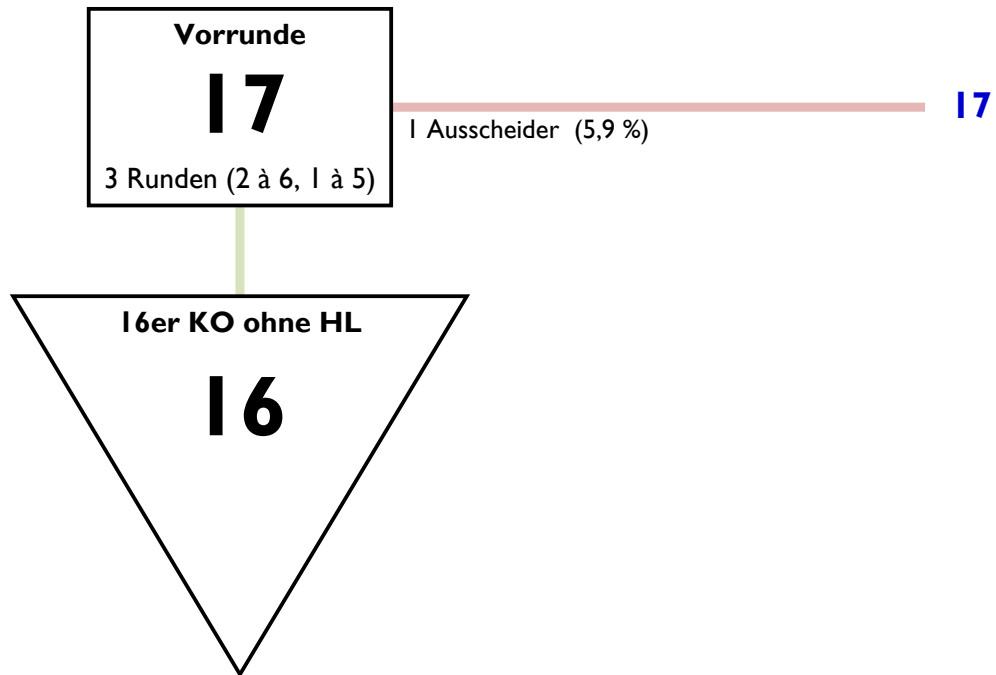 Vorrunde
17
3 Runden (2 à 6, 1 à 5)
1 Ausscheider (5,9 %)
17
16er KO ohne HL
16